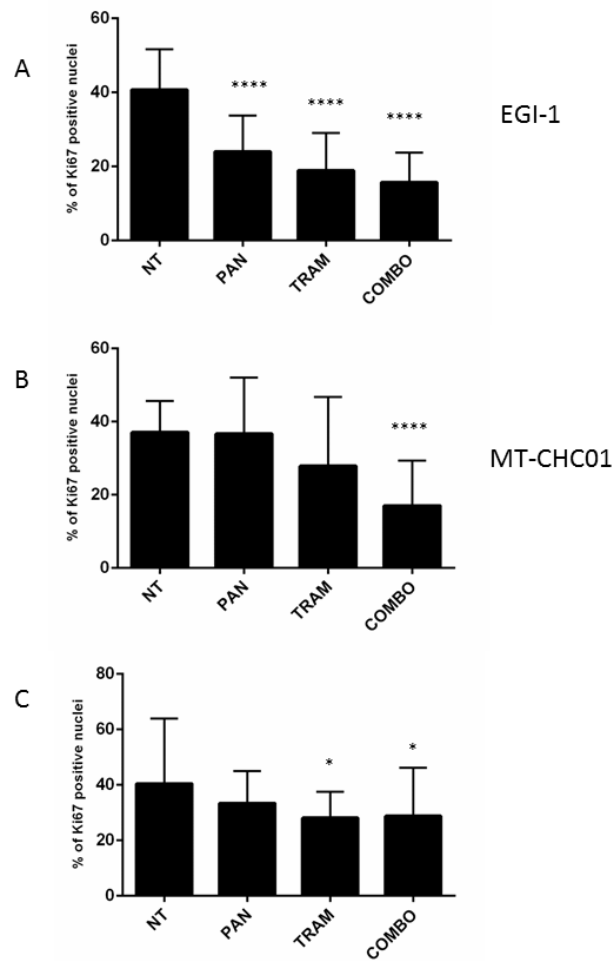 A
% of Ki67 positive nuclei
60
40
20
0
**** **** ****
NT PAN TRAM COMBO
EGI-1
B
% of Ki67 positive nuclei
60
40
20
0
****
NT PAN TRAM COMBO
MT-CHC01
C
% of Ki67 positive nuclei
80
60
40
20
0
* *
NT PAN TRAM COMBO